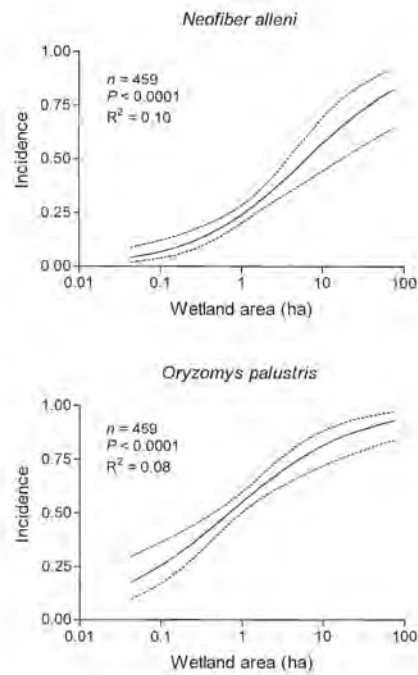 Neofiber alleni
1.00
n = 459
P < 0.0001
R² = 0.10
0.75
Incidence
0.50
0.25
0.00
0.01 0.1 1 10 100
Wetland area (ha)
Oryzomys palustris
1.00
n = 459
P < 0.0001
R² = 0.08
0.75
Incidence
0.50
0.25
0.00
0.01 0.1 1 10 100
Wetland area (ha)